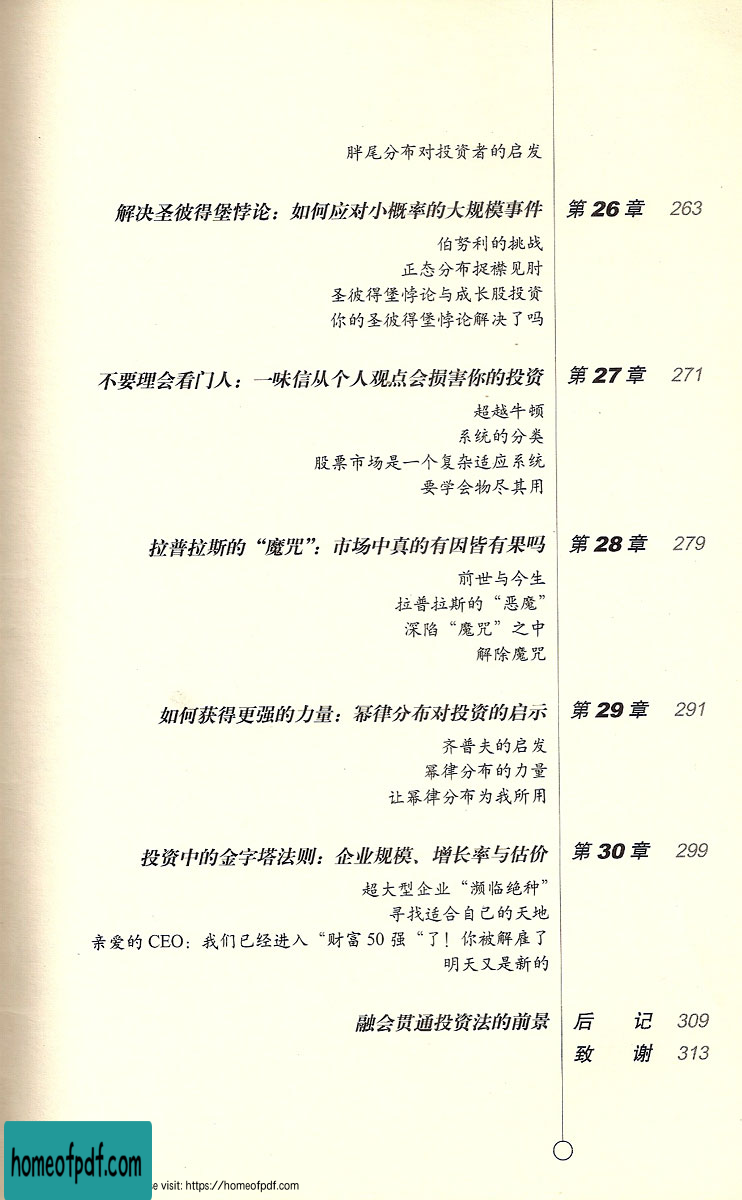 胖尾分布对投资者的启发
解决圣彼得堡悖论：如何应对小概率的大规模事件 第 26 章 263
伯努利的挑战
正态分布捉襟见肘
圣彼得堡悖论与成长股投资
你的圣彼得堡悖论解决了吗
不要理会看门人：一味信从个人观点会损害你的投资 第 27 章 271
超越牛顿
系统的分类
股票市场是一个复杂适应系统
要学会物尽其用
拉普拉斯的“魔咒”：市场中真的有因皆有果吗 第 28 章 279
前世与今生
拉普拉斯的“恶魔”
深陷“魔咒”之中
解除魔咒
如何获得更强的力量：幂律分布对投资的启示 第 29 章 291
齐普夫的启发
幂律分布的力量
让幂律分布为我所用
投资中的金字塔法则：企业规模、增长率与估价 第 30 章 299
超大型企业“濒临绝种”
寻找适合自己的天地
亲爱的 CEO：我们已经进入“财富 50 强“了！你被解雇了
明天又是新的
融会贯通投资法的前景 后 记 309
致 谢 313
homeofpdf.com
se visit: https://homeofpdf.com